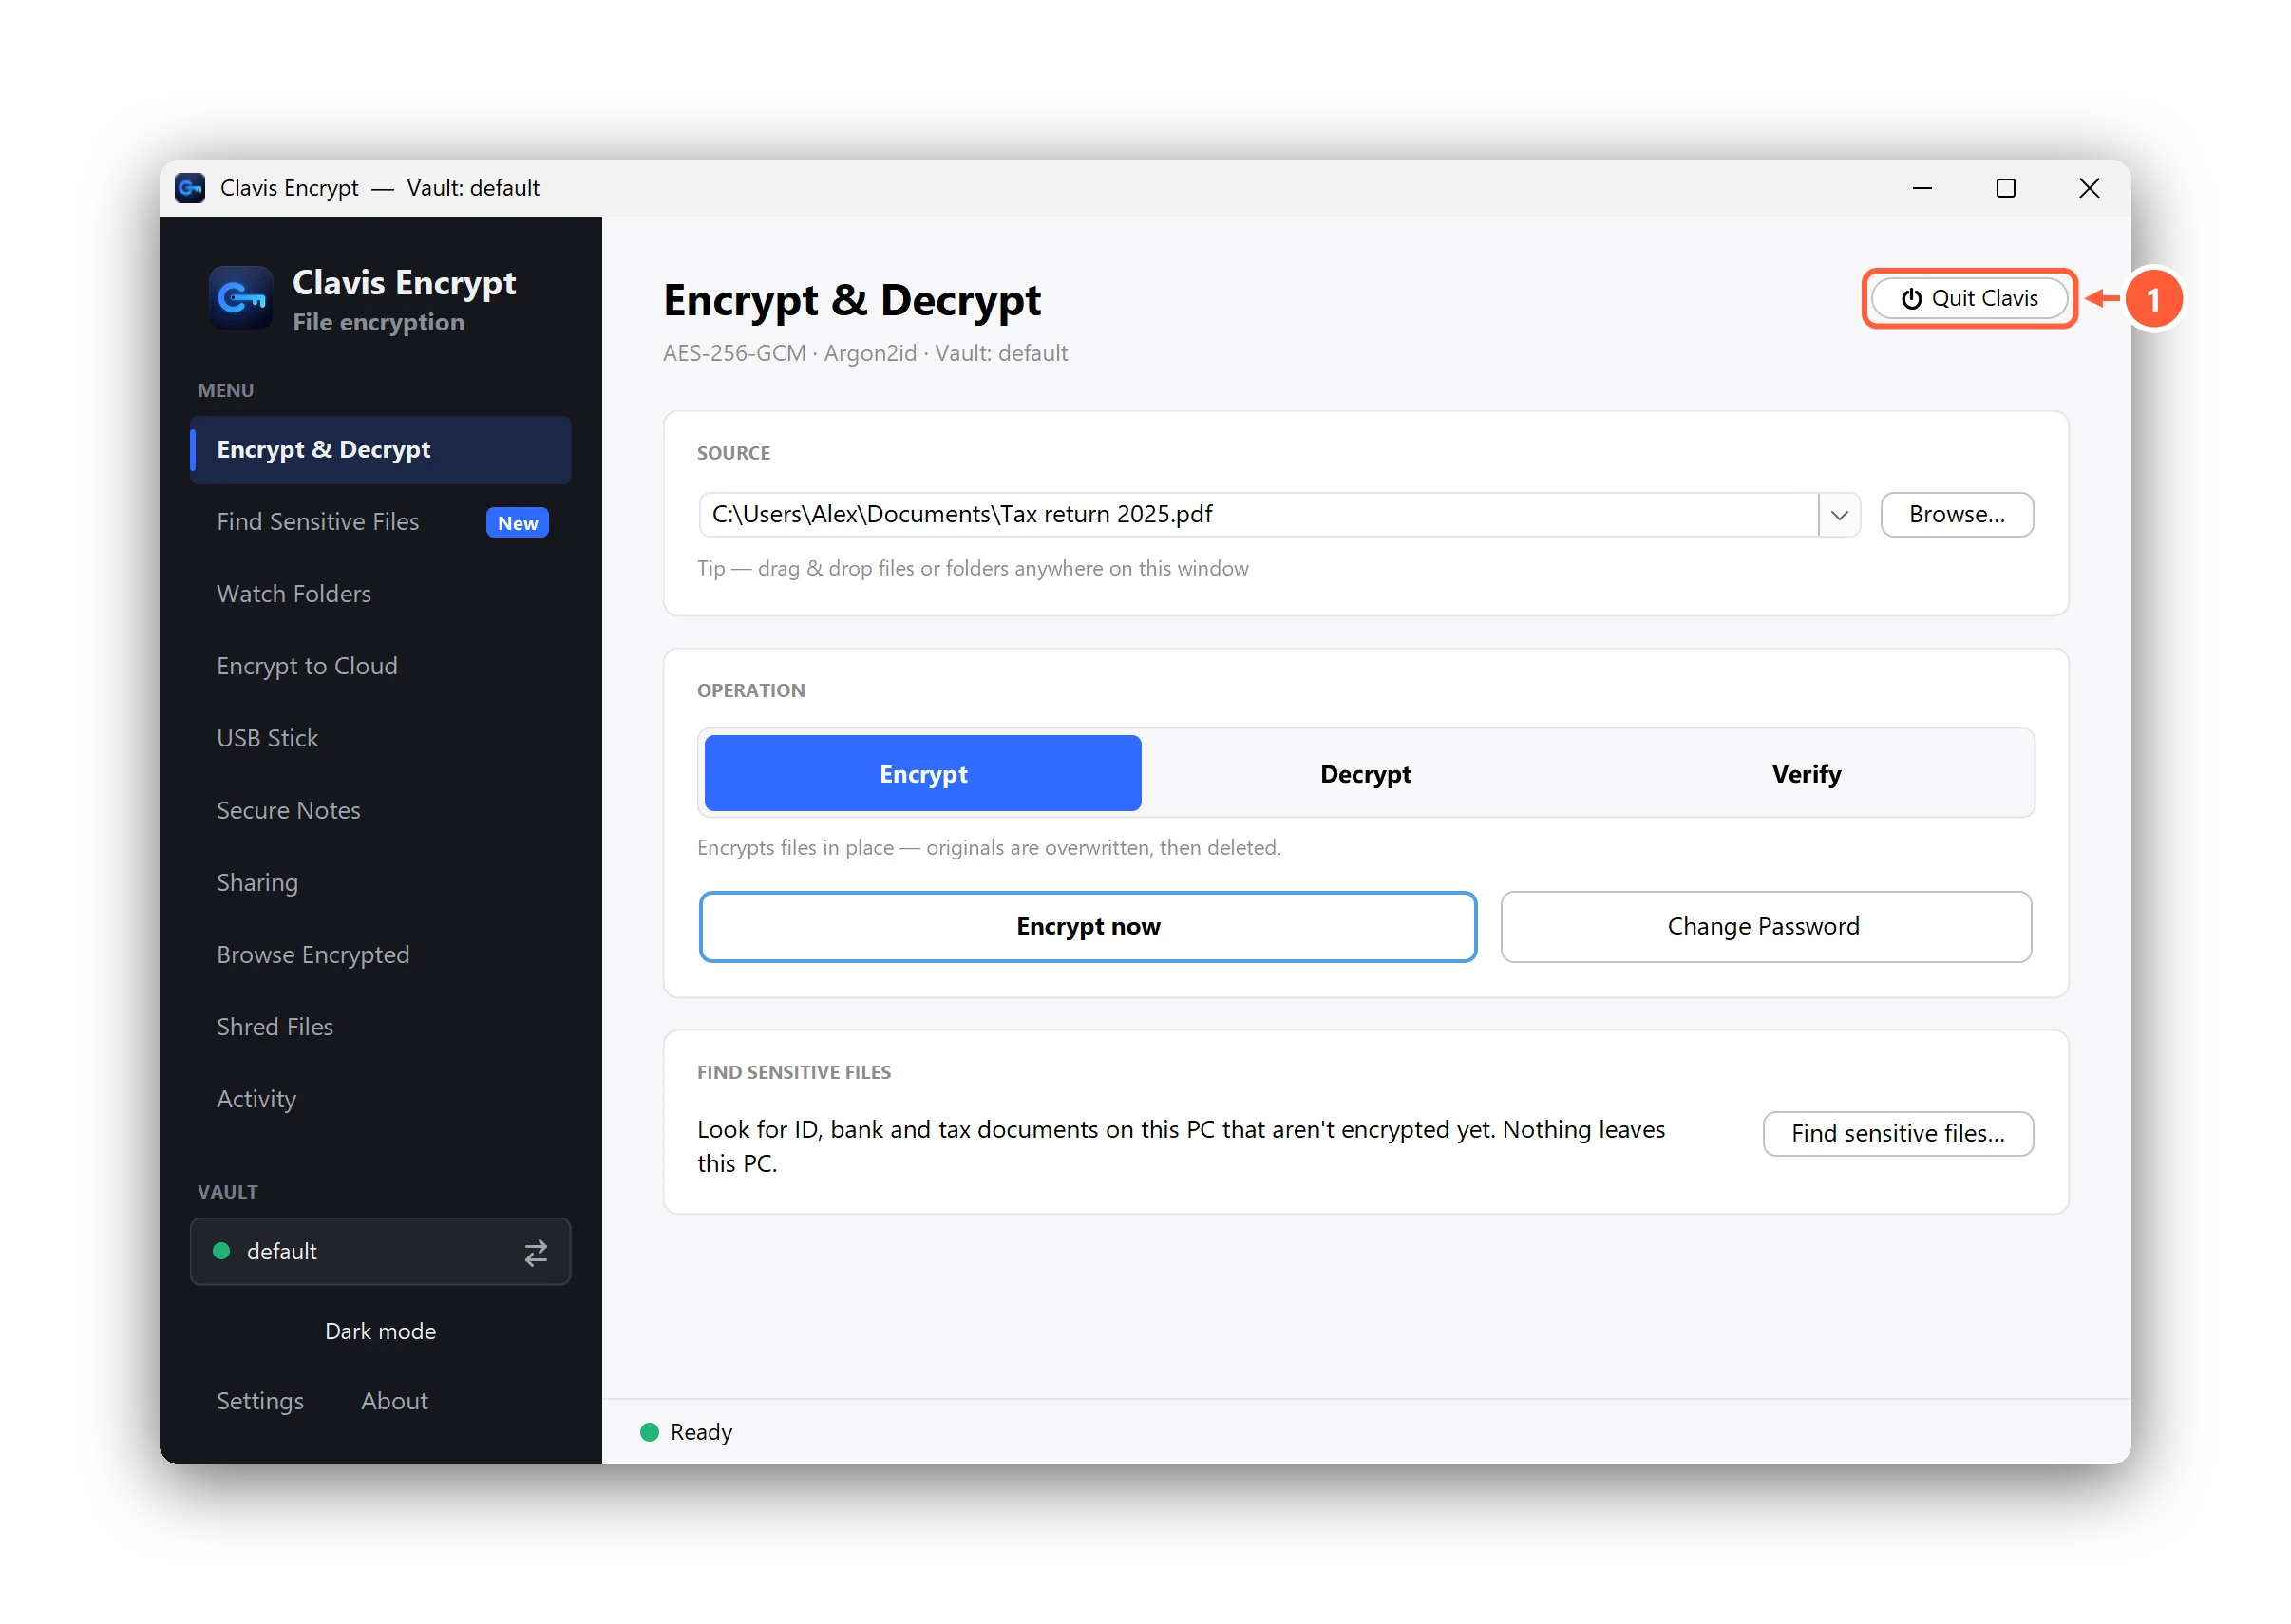 Clavis Encrypt — Vault: default
Clavis Encrypt
File encryption
MENU
Encrypt & Decrypt
Find Sensitive Files New
Watch Folders
Encrypt to Cloud
USB Stick
Secure Notes
Sharing
Browse Encrypted
Shred Files
Activity
VAULT
default
Dark mode
Settings About
Encrypt & Decrypt
Quit Clavis
1
AES-256-GCM · Argon2id · Vault: default
SOURCE
C:\Users\Alex\Documents\Tax return 2025.pdf
Browse...
Tip — drag & drop files or folders anywhere on this window
OPERATION
Encrypt Decrypt Verify
Encrypts files in place — originals are overwritten, then deleted.
Encrypt now Change Password
FIND SENSITIVE FILES
Look for ID, bank and tax documents on this PC that aren't encrypted yet. Nothing leaves
this PC.
Find sensitive files...
Ready